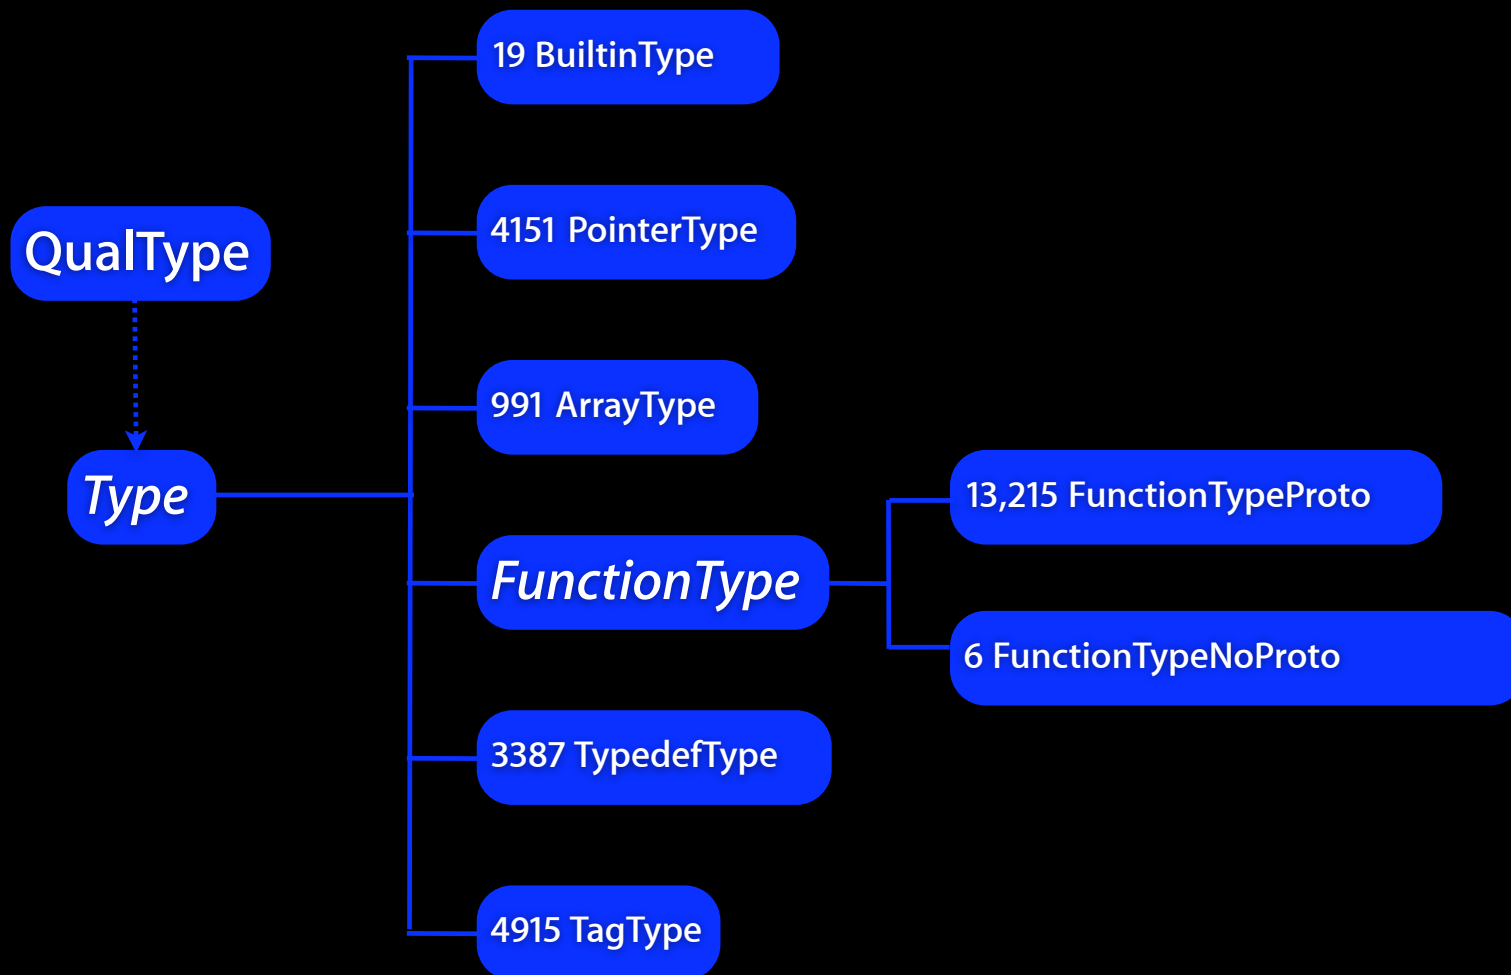 19 BuiltinType
4151 PointerType
QualType
991 ArrayType
Type
13,215 FunctionTypeProto
FunctionType
6 FunctionTypeNoProto
3387 TypedefType
4915 TagType